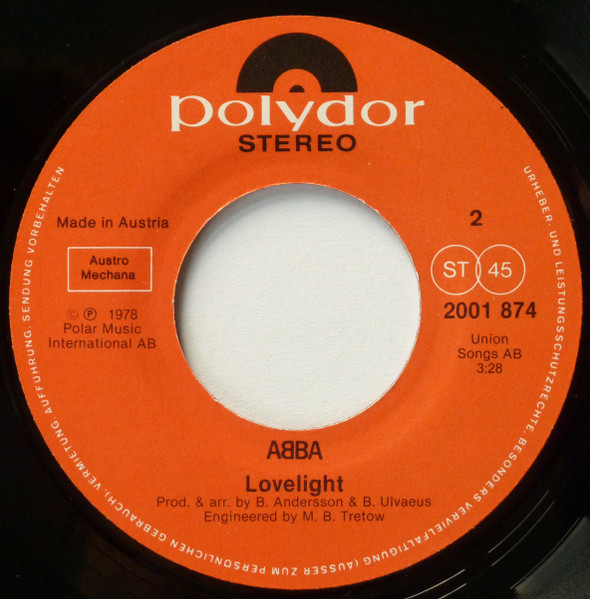 polydor
STEREO
Made in Austria
Austro
Mechana
© ℗ 1978
Polar Music
International AB
2
ST 45
2001 874
Union
Songs AB
3:28
ABBA
Lovelight
Prod. & arr. by B. Andersson & B. Ulvaeus
Engineered by M. B. Tretow
URHEBER- UND LEISTUNGSSCHUTZRECHTE, BESONDERS VERVIELFÄLTIGUNG (AUSSER ZUM PERSÖNLICHEN GEBRAUCH), VERMIETUNG, AUFFÜHRUNG, SENDUNG VORBEHALTEN